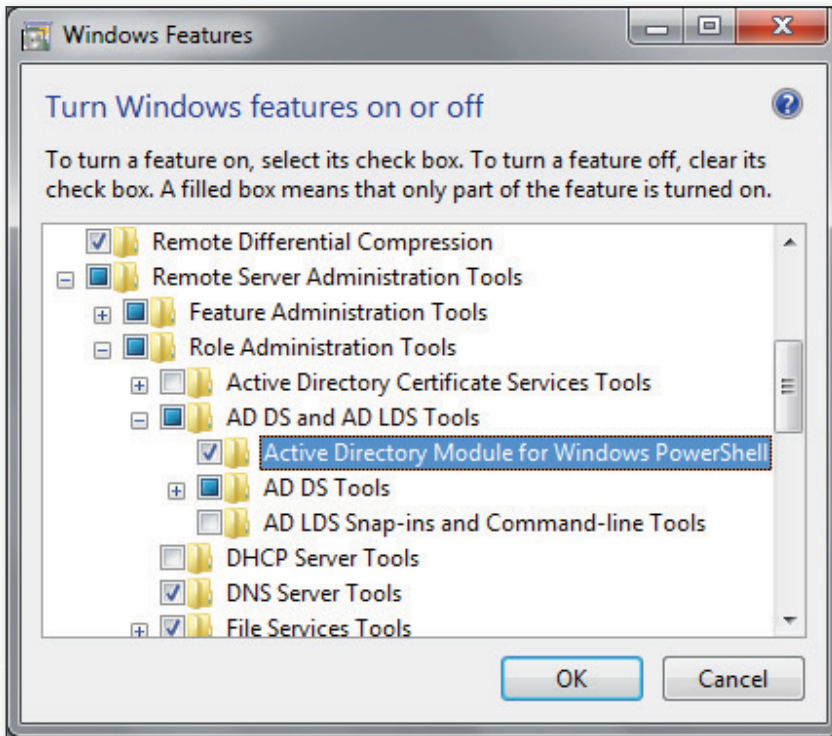 Windows Features
Turn Windows features on or off
To turn a feature on, select its check box. To turn a feature off, clear its
check box. A filled box means that only part of the feature is turned on.
Remote Differential Compression
Remote Server Administration Tools
Feature Administration Tools
Role Administration Tools
Active Directory Certificate Services Tools
AD DS and AD LDS Tools
Active Directory Module for Windows PowerShell
AD DS Tools
AD LDS Snap-ins and Command-line Tools
DHCP Server Tools
DNS Server Tools
File Services Tools
OK Cancel